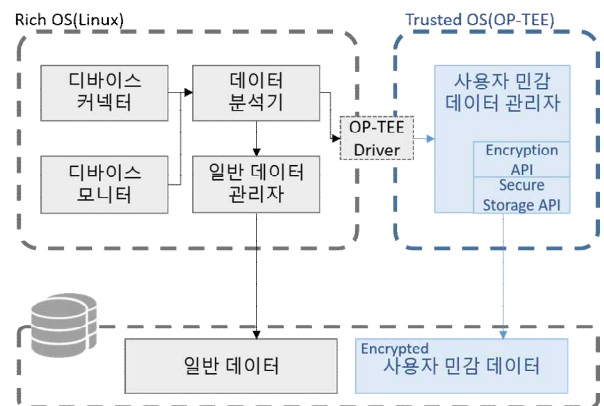 Rich OS(Linux)
Trusted OS(OP-TEE)
디바이스
커넥터
데이터
분석기
사용자 민감
데이터 관리자
OP-TEE
Driver
Encryption
API
디바이스
모니터
일반 데이터
관리자
Secure
Storage API
일반 데이터
Encrypted
사용자 민감 데이터